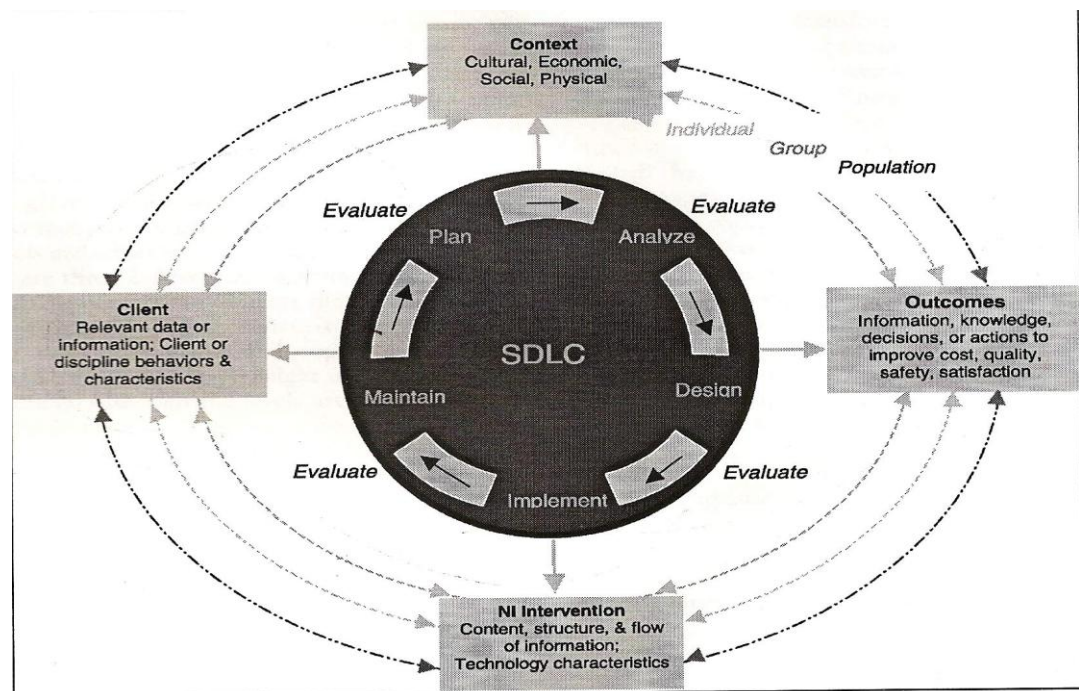 Context
Cultural, Economic,
Social, Physical
Individual
Group
Population
Evaluate
Evaluate
Plan
Analyze
Client
Relevant data or
information; Client or
discipline behaviors &
characteristics
SDLC
Outcomes
Information, knowledge,
decisions, or actions to
improve cost, quality,
safety, satisfaction
Maintain
Design
Evaluate
Evaluate
Implement
NI Intervention
Content, structure, & flow
of information;
Technology characteristics